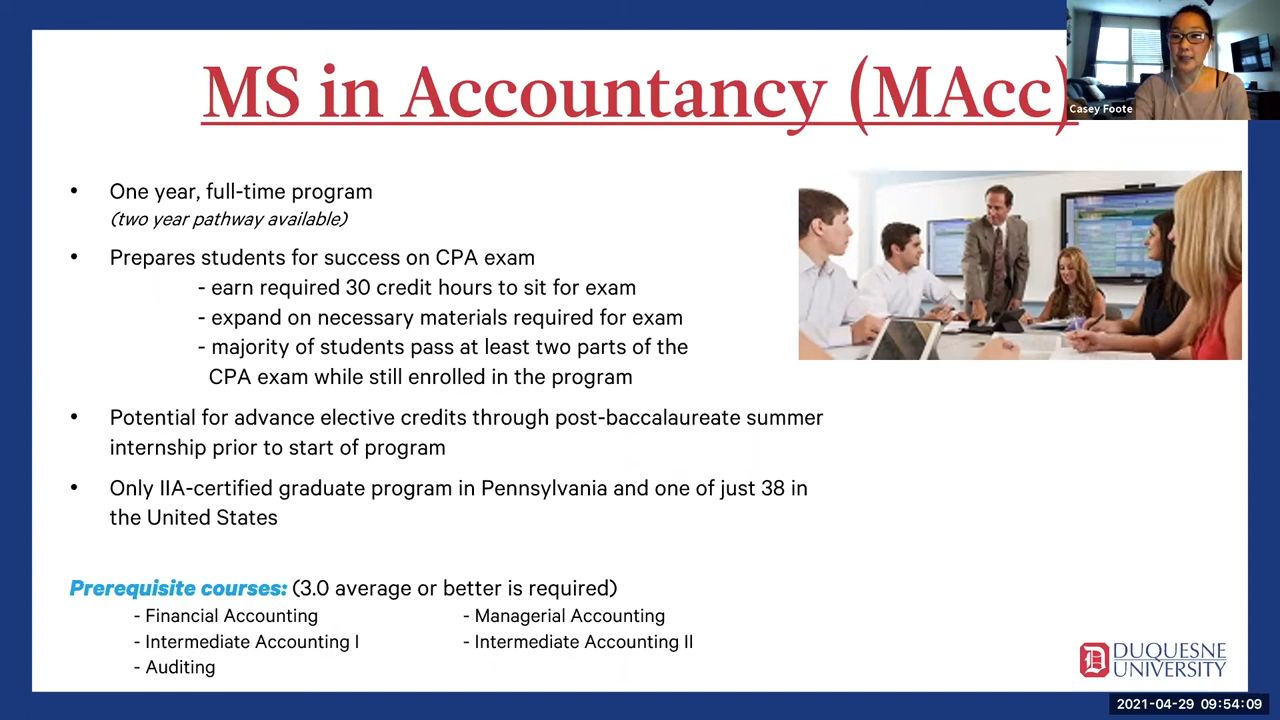 MS in Accountancy (MAcc)
Casey Foote
• One year, full-time program
(two year pathway available)
• Prepares students for success on CPA exam
- earn required 30 credit hours to sit for exam
- expand on necessary materials required for exam
- majority of students pass at least two parts of the
CPA exam while still enrolled in the program
• Potential for advance elective credits through post-baccalaureate summer
internship prior to start of program
• Only IIA-certified graduate program in Pennsylvania and one of just 38 in
the United States
Prerequisite courses: (3.0 average or better is required)
- Financial Accounting
- Managerial Accounting
- Intermediate Accounting I
- Intermediate Accounting II
- Auditing
D
DUQUESNE
UNIVERSITY
2021-04-29 09:54:09